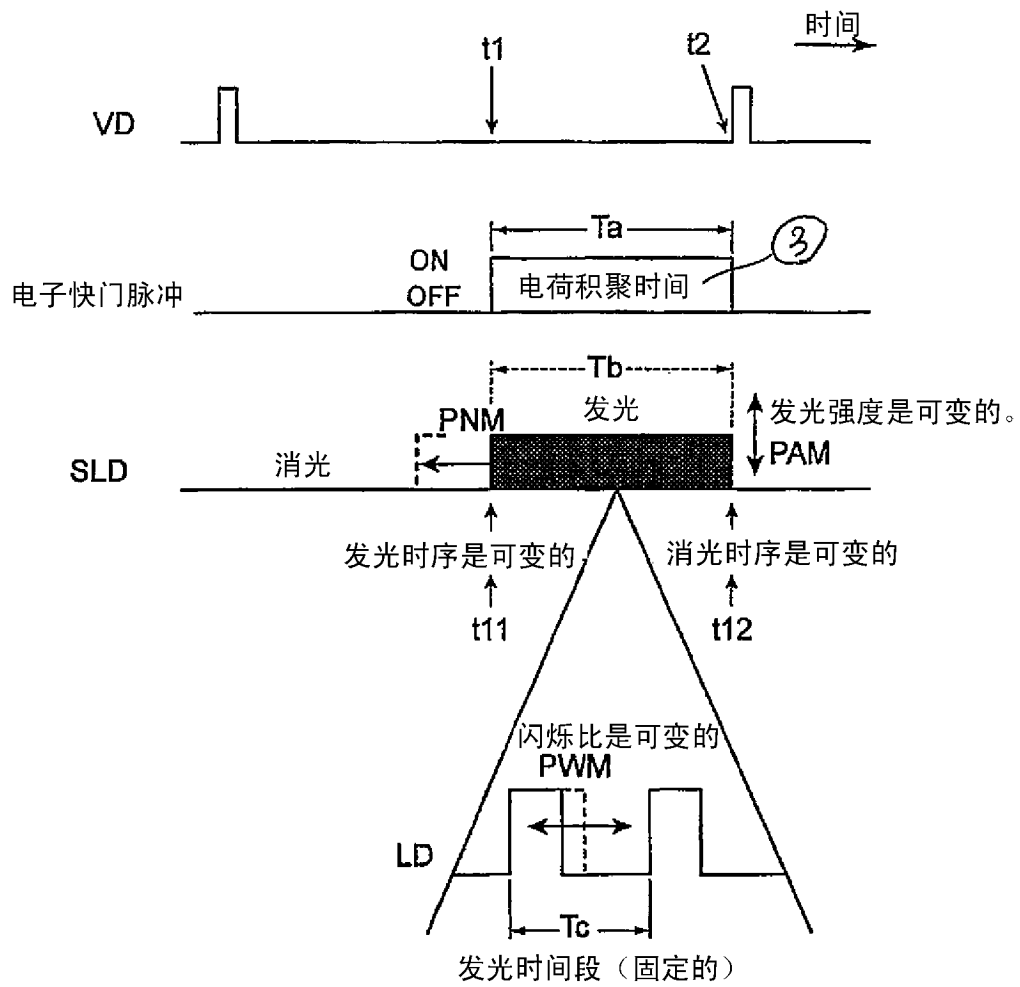 时间
t1
t2
VD
Ta
③
ON
OFF
电荷积聚时间
电子快门脉冲
Tb
发光
PNM
发光强度是可变的。
PAM
消光
SLD
发光时序是可变的
消光时序是可变的
t11
t12
闪烁比是可变的
PWM
LD
Tc
发光时间段(固定的)